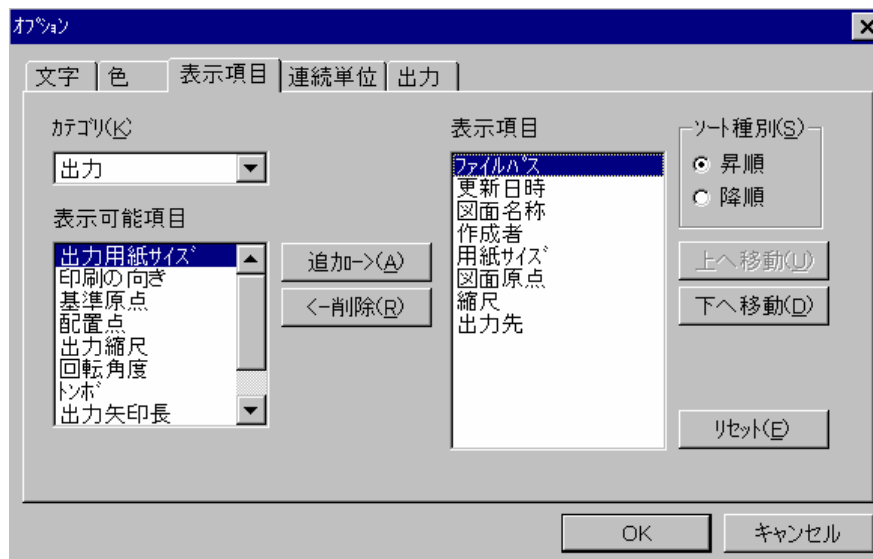 ｵﾌﾟｼｮﾝ
文字 色 表示項目 連続単位 出力
ｶﾃｺﾞﾘ(K)
出力
表示可能項目
出力用紙ｻｲｽﾞ
印刷の向き
基準原点
配置点
出力縮尺
回転角度
ﾄﾝﾎﾞ
出力矢印長
追加ー>(A)
<ー削除(R)
表示項目
ﾌｧｲﾙﾊﾟｽ
更新日時
図面名称
作成者
用紙ｻｲｽﾞ
図面原点
縮尺
出力先
ｿｰﾄ種別(S)
昇順
降順
上へ移動(U)
下へ移動(D)
ﾘｾｯﾄ(E)
OK
キャンセル